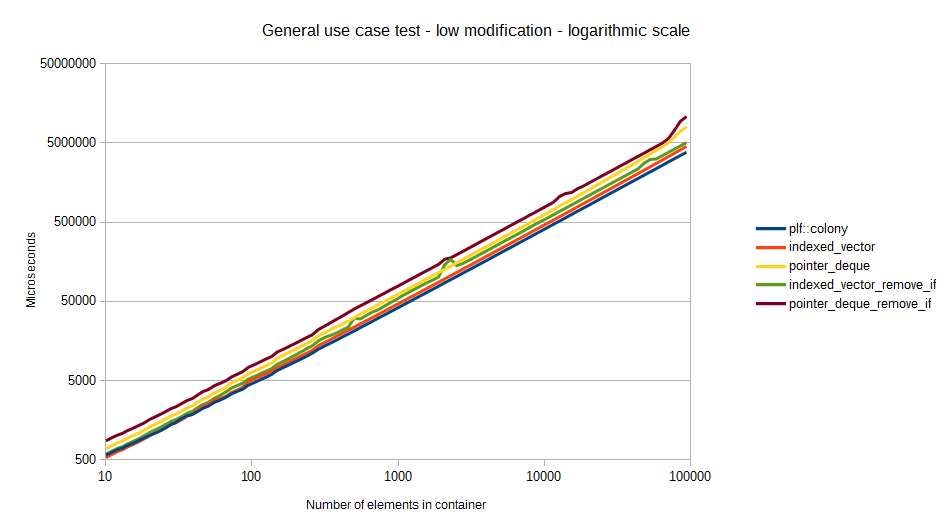 General use case test - low modification - logarithmic scale
50000000
5000000
500000
50000
5000
500
10
100
1000
10000
100000
Microseconds
Number of elements in container
plf::colony
indexed_vector
pointer_deque
indexed_vector_remove_if
pointer_deque_remove_if